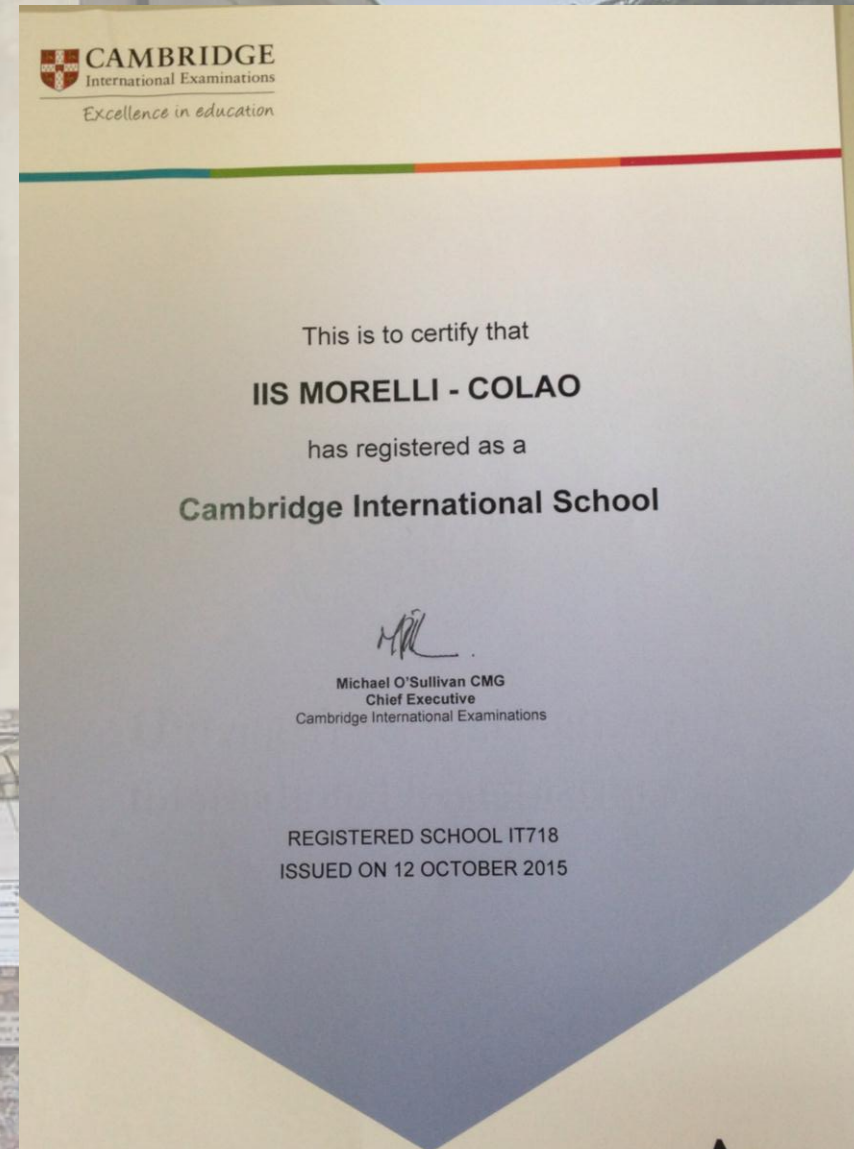 CAMBRIDGE
International Examinations
Excellence in education
This is to certify that
IIS MORELLI - COLAO
has registered as a
Cambridge International School
Michael O'Sullivan CMG
Chief Executive
Cambridge International Examinations
REGISTERED SCHOOL IT718
ISSUED ON 12 OCTOBER 2015